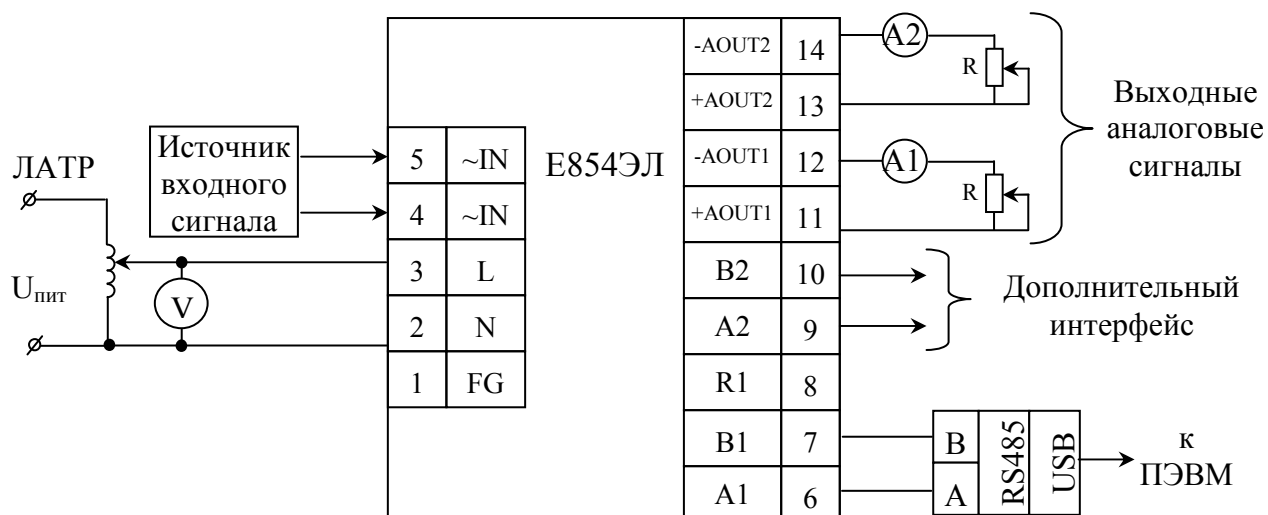 ЛАТР
Uпит
V
Источник
входного
сигнала
5 ~IN
4 ~IN
3 L
2 N
1 FG
Е854ЭЛ
-AOUT2 14
+AOUT2 13
-AOUT1 12
+AOUT1 11
B2 10
A2 9
R1 8
B1 7
A1 6
A2
R
A1
R
Выходные
аналоговые
сигналы
Дополнительный
интерфейс
B
A
RS485
USB
к
ПЭВМ